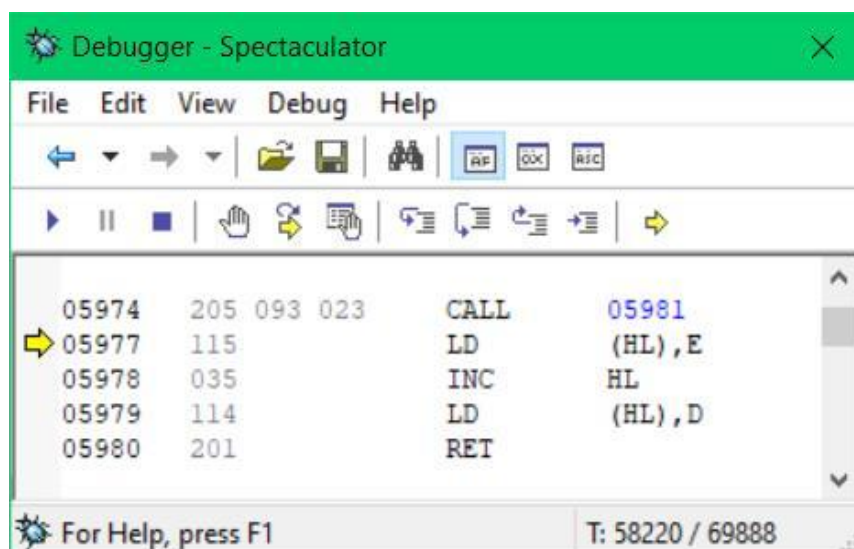 Debugger - Spectaculator
File Edit View Debug Help
AF 0X ASC
05974 205 093 023 CALL 05981
05977 115 LD (HL),E
05978 035 INC HL
05979 114 LD (HL),D
05980 201 RET
For Help, press F1 T: 58220 / 69888